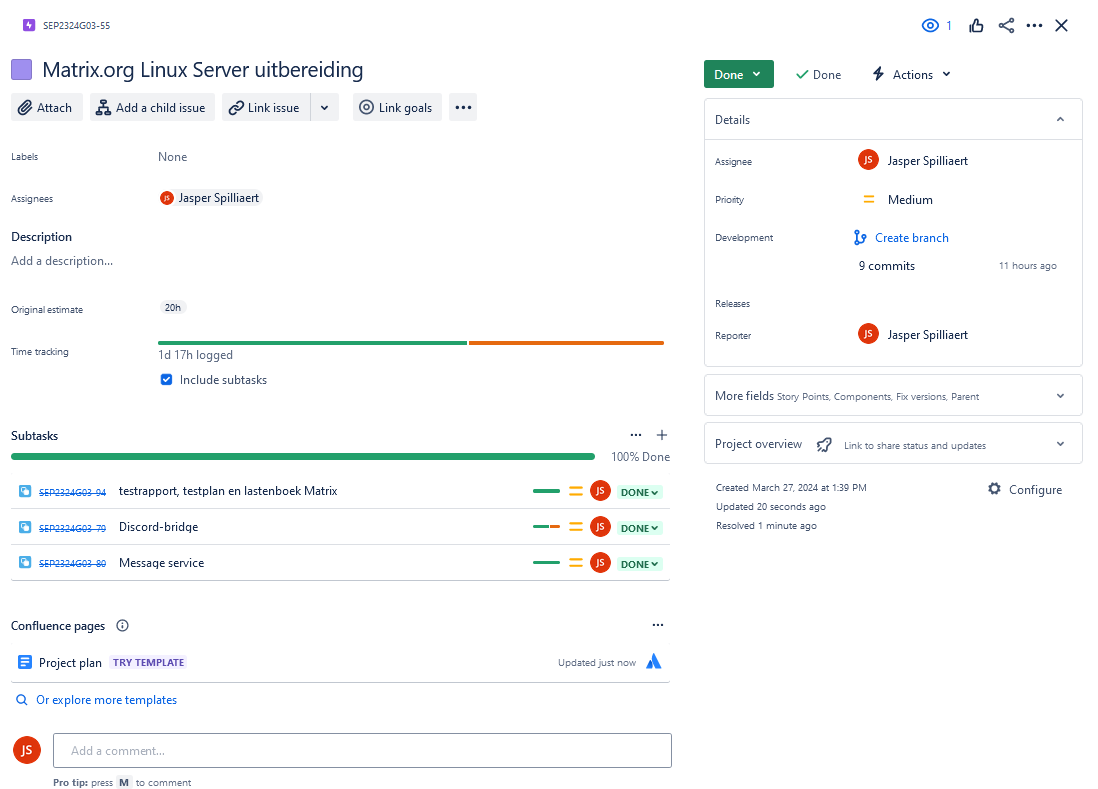 SEP2324G03-55
1
Matrix.org Linux Server uitbereiding
Attach
Add a child issue
Link issue
Link goals
Labels
None
Assignees
JS Jasper Spilliaert
Description
Add a description...
Original estimate
20h
Time tracking
1d 17h logged
Include subtasks
Subtasks
100% Done
SEP2324G03-94 testrapport, testplan en lastenboek Matrix JS DONE
SEP2324G03-79 Discord-bridge JS DONE
SEP2324G03-80 Message service JS DONE
Confluence pages
Project plan TRY TEMPLATE Updated just now
Or explore more templates
JS Add a comment...
Pro tip: press M to comment
Done
Done
Actions
Details
Assignee
JS Jasper Spilliaert
Priority
Medium
Development
Create branch
9 commits 11 hours ago
Releases
Reporter
JS Jasper Spilliaert
More fields Story Points, Components, Fix versions, Parent
Project overview Link to share status and updates
Created March 27, 2024 at 1:39 PM
Configure
Updated 20 seconds ago
Resolved 1 minute ago